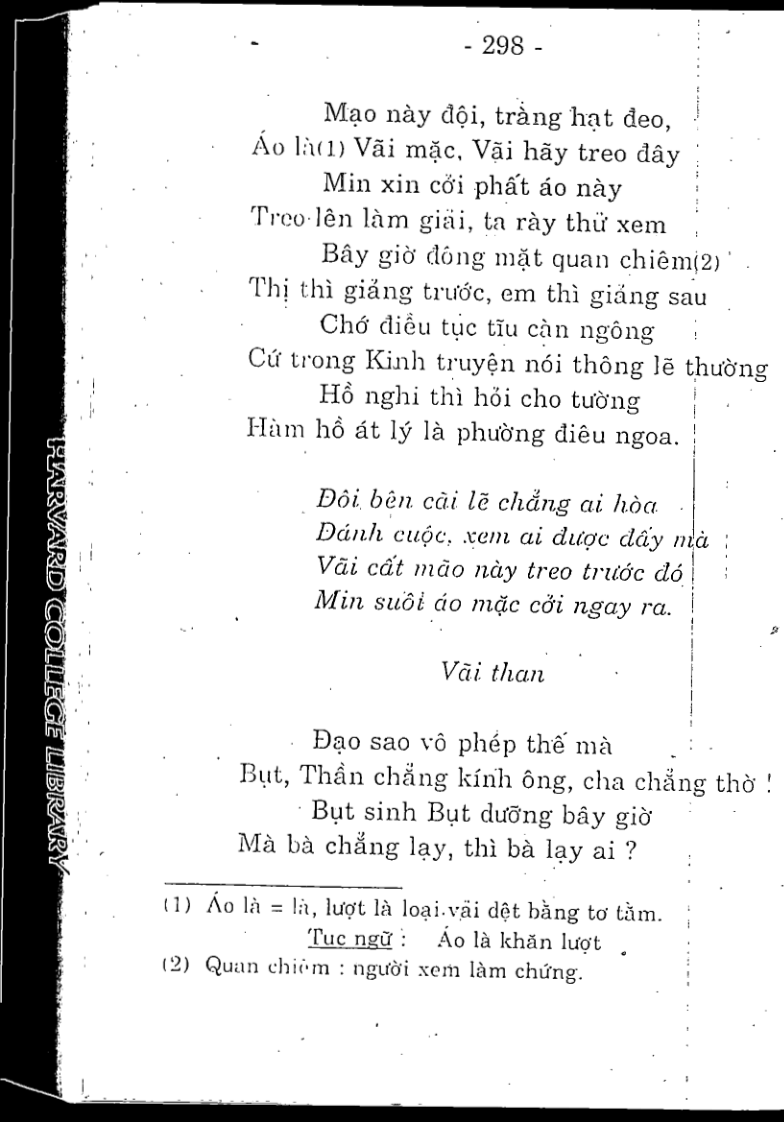 - 298 -
Mạo này đội, tràng hạt đeo,
Áo là(1) Vãi mặc, Vãi hãy treo đây
Min xin cởi phất áo này
Treo lên làm giải, ta rày thử xem
Bây giờ đông mặt quan chiêm(2)
Thị thì giảng trước, em thì giảng sau
Chớ điều tục tĩu càn ngông
Cứ trong Kinh truyện nói thông lẽ thường
Hồ nghi thì hỏi cho tường
Hàm hồ át lý là phường điêu ngoa.
Đôi bên cãi lẽ chẳng ai hòa
Đánh cuộc, xem ai được đấy mà
Vãi cất mão này treo trước đó
Min suôi áo mặc cởi ngay ra.
Vãi than
Đạo sao vô phép thế mà
Bụt, Thần chẳng kính ông, cha chẳng thờ !
Bụt sinh Bụt dưỡng bây giờ
Mà bà chẳng lạy, thì bà lạy ai ?
(1) Áo là = là, lượt là loại vải dệt bằng tơ tằm.
Tục ngữ : Áo là khăn lượt
(2) Quan chiêm : người xem làm chứng.
HARVARD COLLEGE LIBRARY